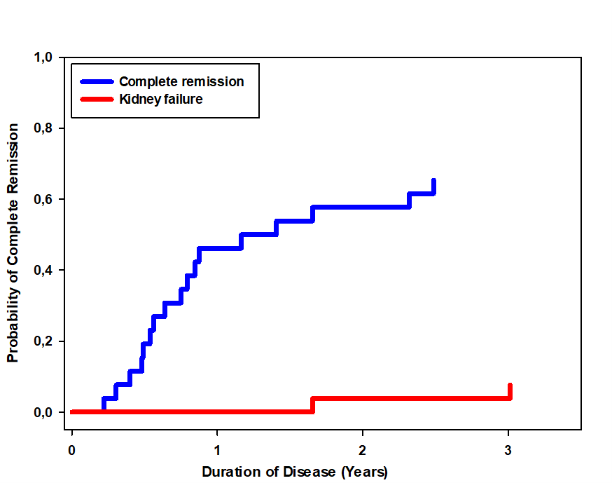 1,0
Complete remission
Kidney failure
0,8
0,6
0,4
0,2
0,0
Probability of Complete Remission
0 1 2 3
Duration of Disease (Years)